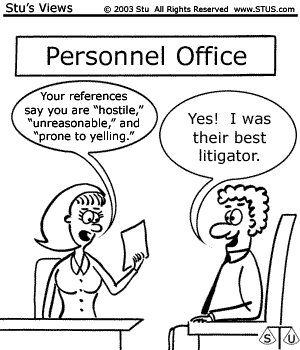 Stu's Views
© 2003 Stu All Rights Reserved www.STUS.com
Personnel Office
Your references
say you are "hostile,"
"unreasonable," and
"prone to yelling."
Yes! I was
their best
litigator.
S U